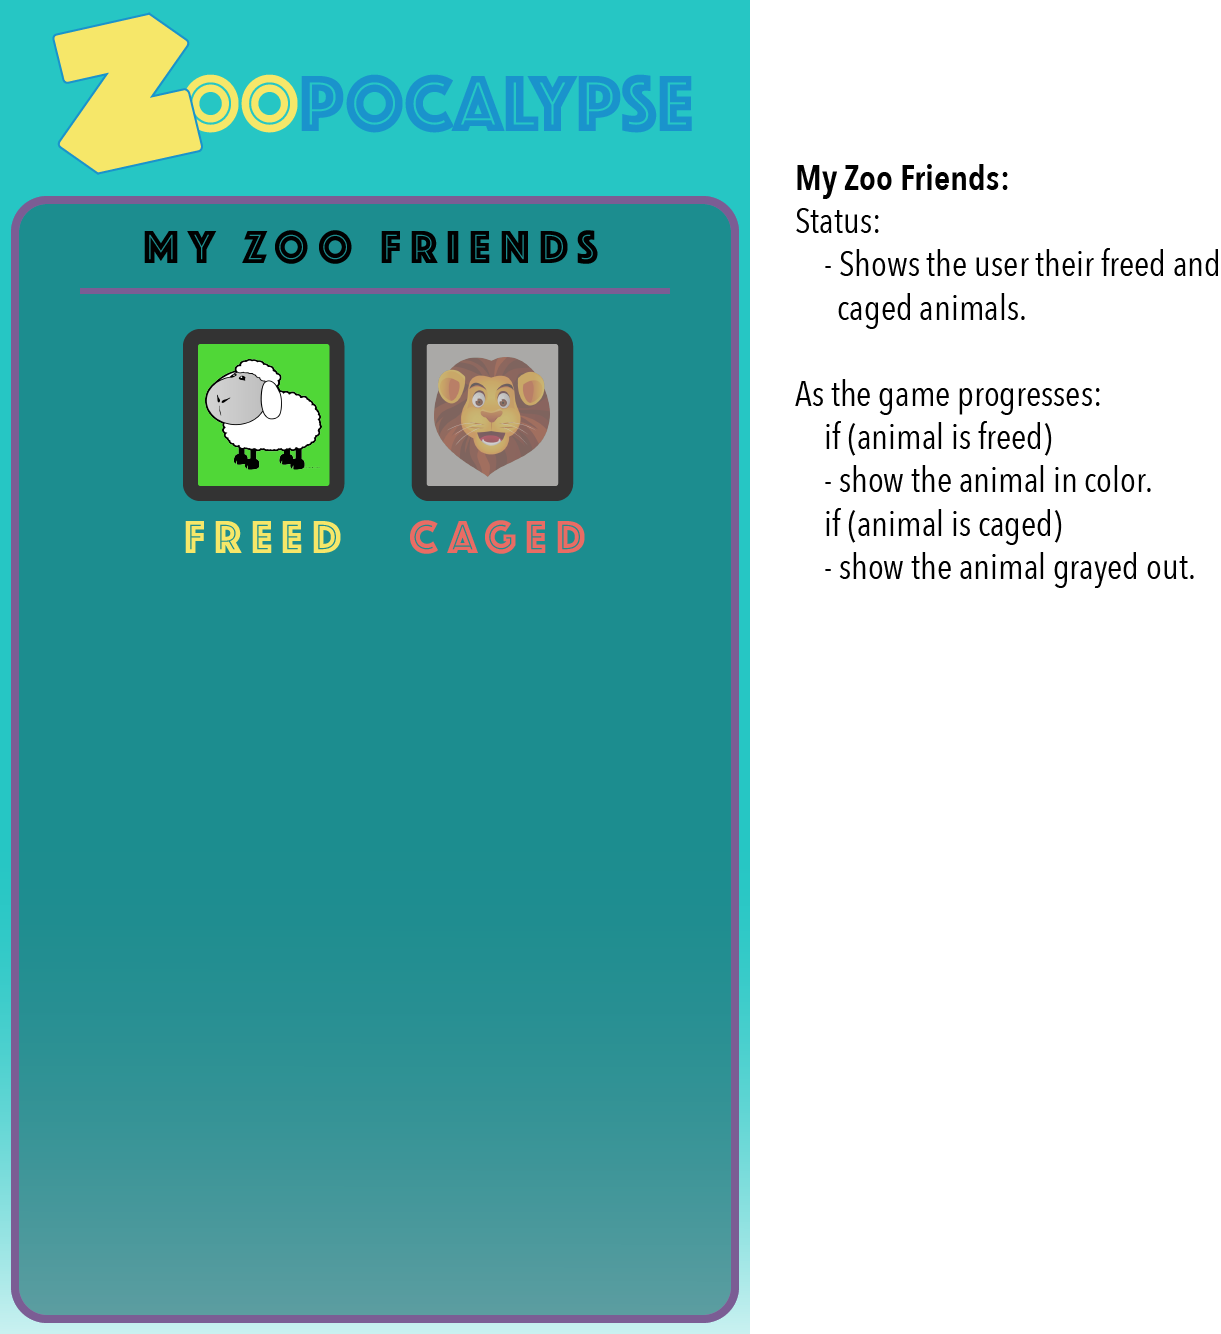 ZOOPOCALYPSE
MY ZOO FRIENDS
FREED CAGED
My Zoo Friends:
Status:
- Shows the user their freed and
caged animals.
As the game progresses:
if (animal is freed)
- show the animal in color.
if (animal is caged)
- show the animal grayed out.